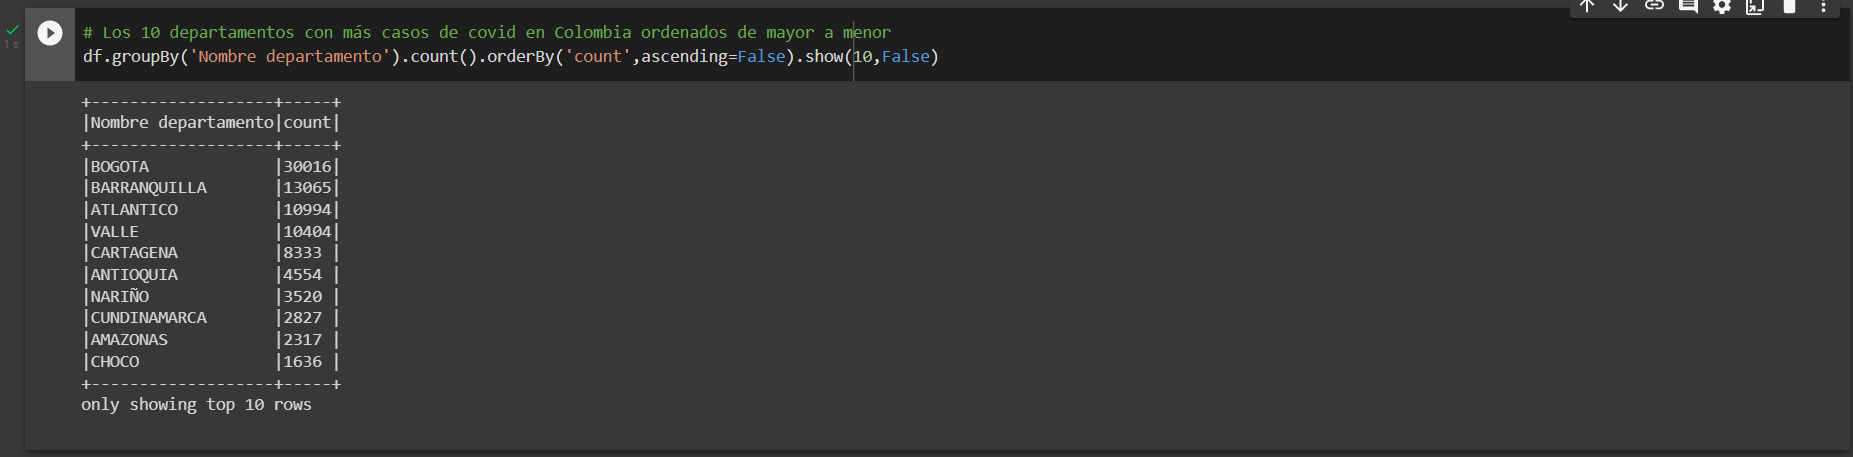 # Los 10 departamentos con más casos de covid en Colombia ordenados de mayor a menor
df.groupBy('Nombre departamento').count().orderBy('count',ascending=False).show(10,False)
1 s
+-------------------+-----+
|Nombre departamento|count|
+-------------------+-----+
|BOGOTA             |30016|
|BARRANQUILLA       |13065|
|ATLANTICO          |10994|
|VALLE              |10404|
|CARTAGENA          |8333 |
|ANTIOQUIA          |4554 |
|NARIÑO             |3520 |
|CUNDINAMARCA       |2827 |
|AMAZONAS           |2317 |
|CHOCO              |1636 |
+-------------------+-----+
only showing top 10 rows